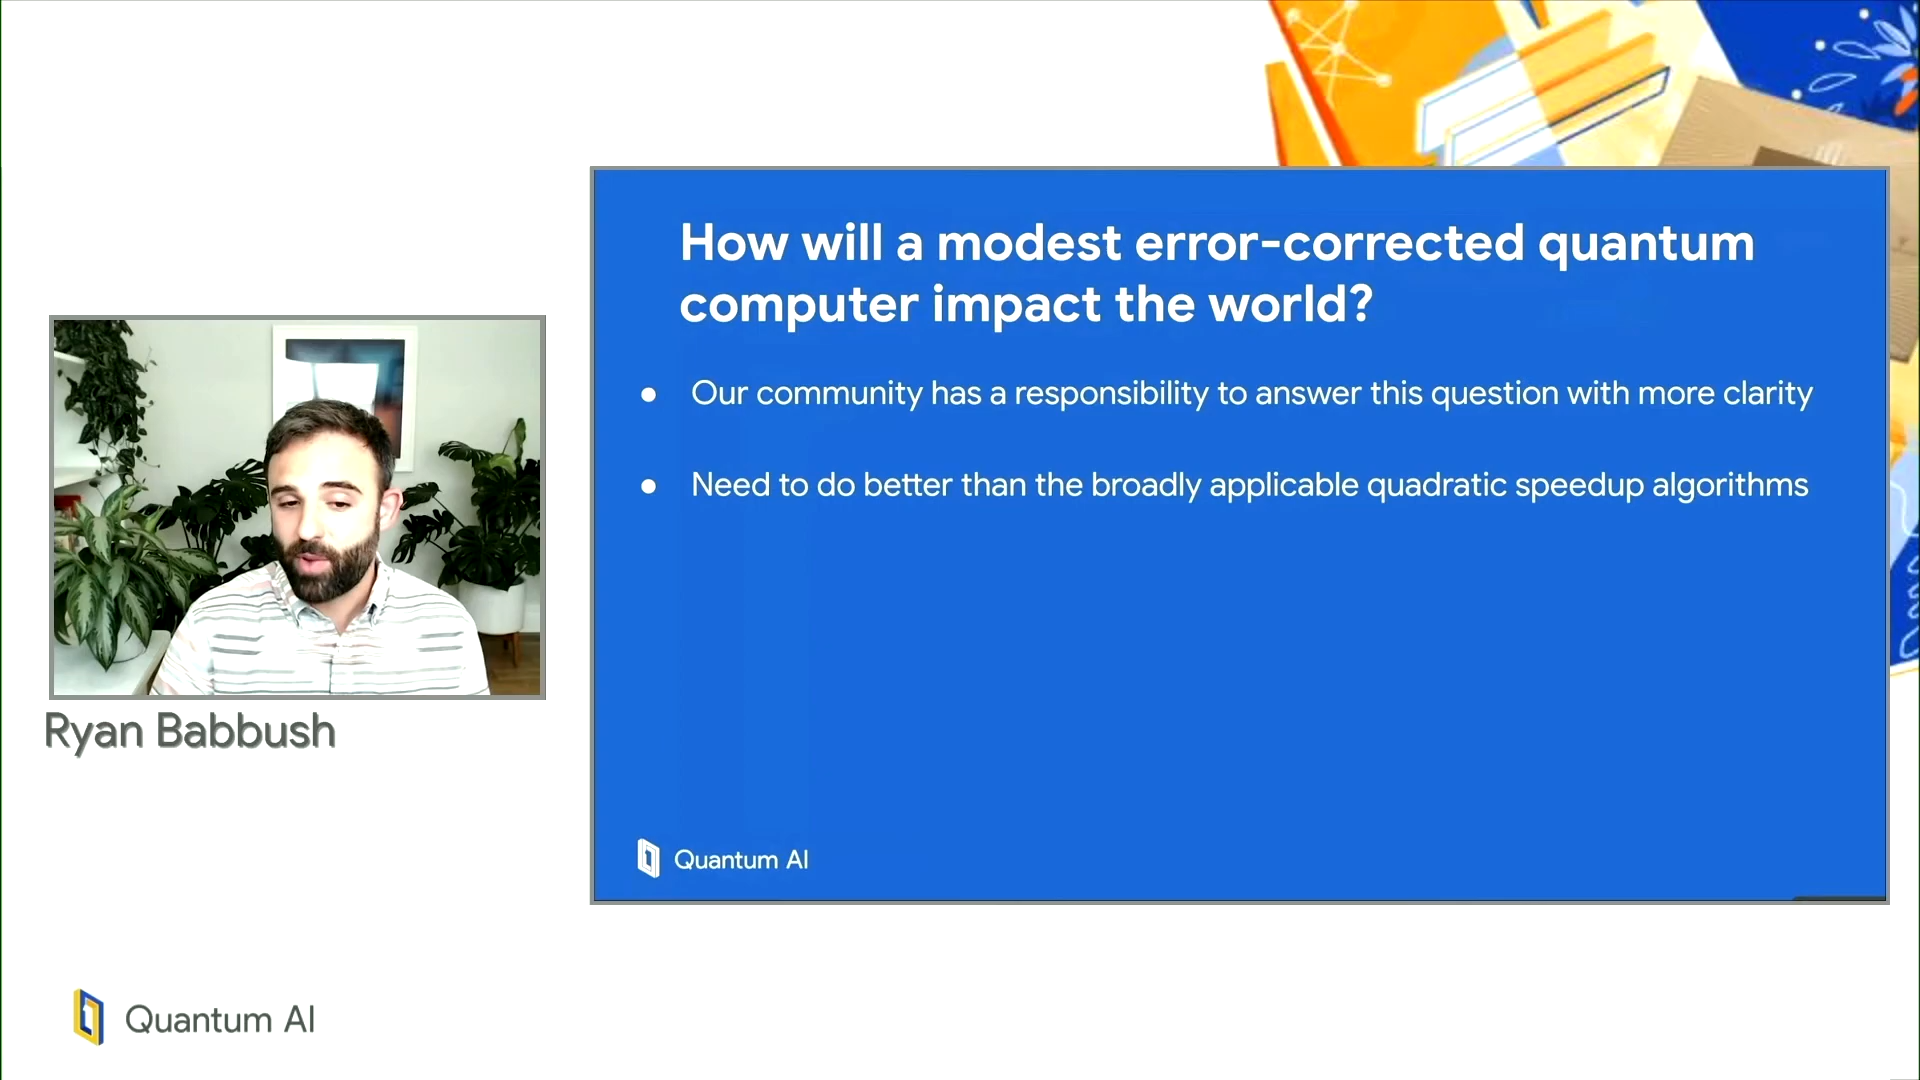 How will a modest error-corrected quantum
computer impact the world?
● Our community has a responsibility to answer this question with more clarity
● Need to do better than the broadly applicable quadratic speedup algorithms
Quantum AI
Ryan Babbush
Quantum AI